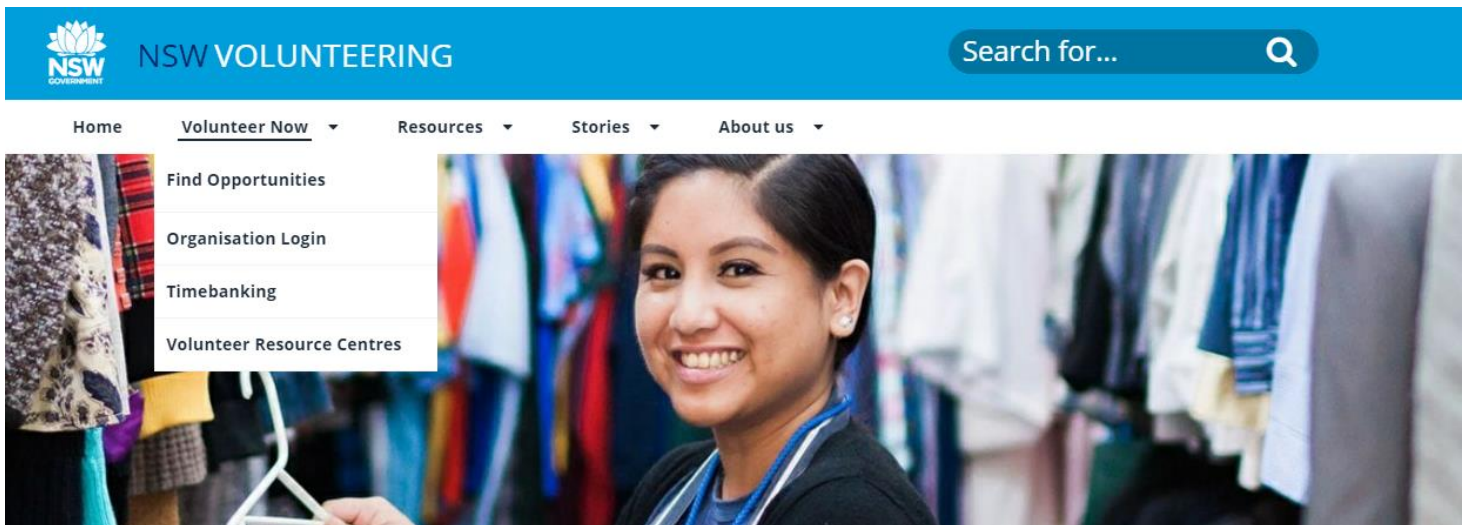 NSW
GOVERNMENT
NSW VOLUNTEERING
Search for...
Home Volunteer Now Resources Stories About us
Find Opportunities
Organisation Login
Timebanking
Volunteer Resource Centres